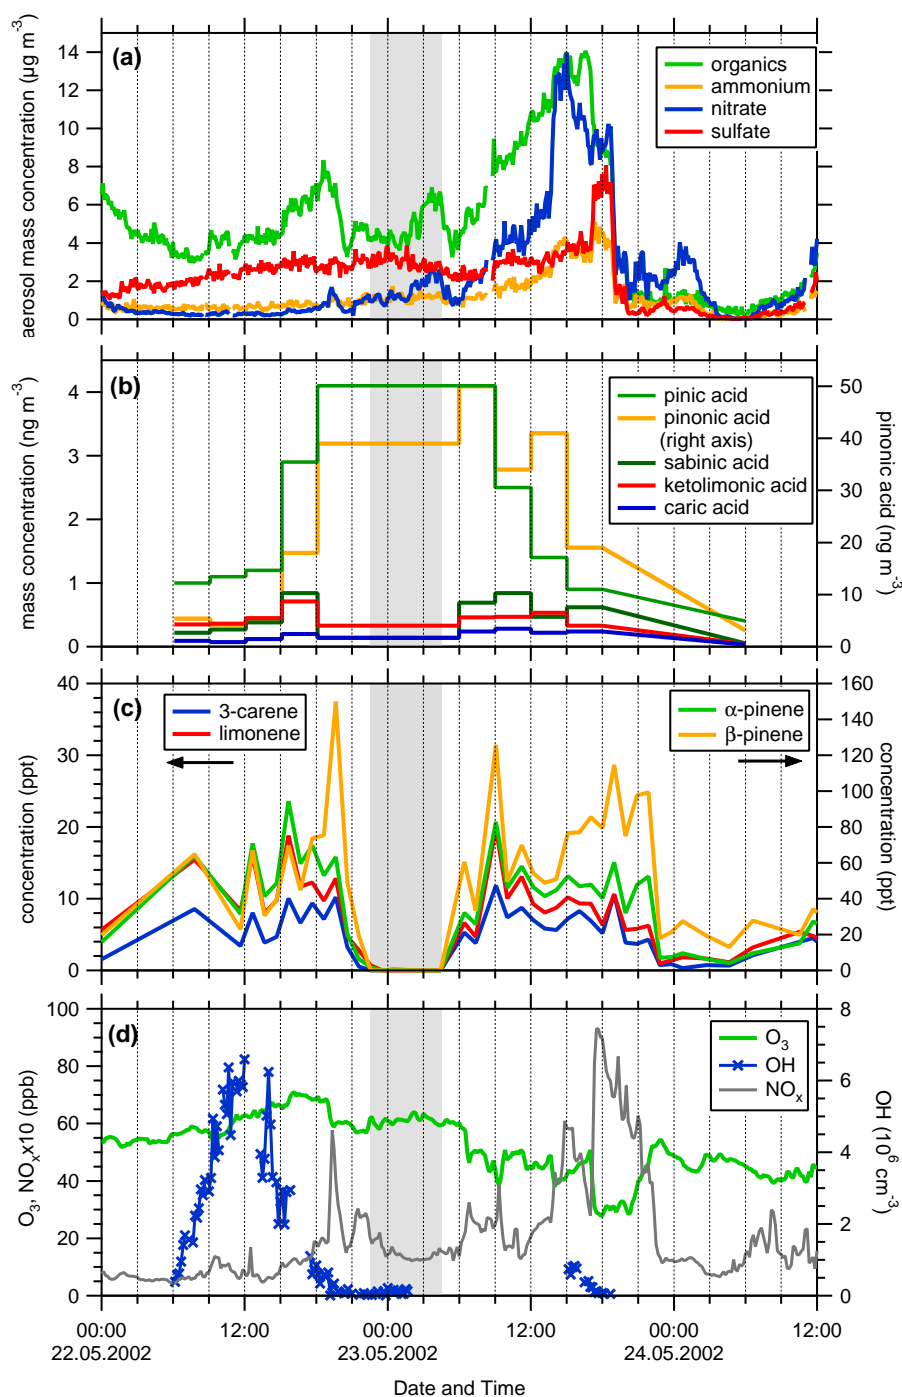 (a)
aerosol mass concentration (µg m-3)
14
12
10
8
6
4
2
0
organics
ammonium
nitrate
sulfate
(b)
mass concentration (ng m-3)
4
3
2
1
0
pinic acid
pinonic acid
(right axis)
sabinic acid
ketolimonic acid
caric acid
50
40
30
20
10
0
pinonic acid (ng m-3)
(c)
concentration (ppt)
40
30
20
10
0
3-carene
limonene
α-pinene
β-pinene
160
140
120
100
80
60
40
20
0
concentration (ppt)
(d)
O3, NOxx10 (ppb)
100
80
60
40
20
0
O3
OH
NOx
8
6
4
2
0
OH (10^6 cm-3)
00:00 12:00 00:00 12:00 00:00 12:00
22.05.2002 23.05.2002 24.05.2002
Date and Time